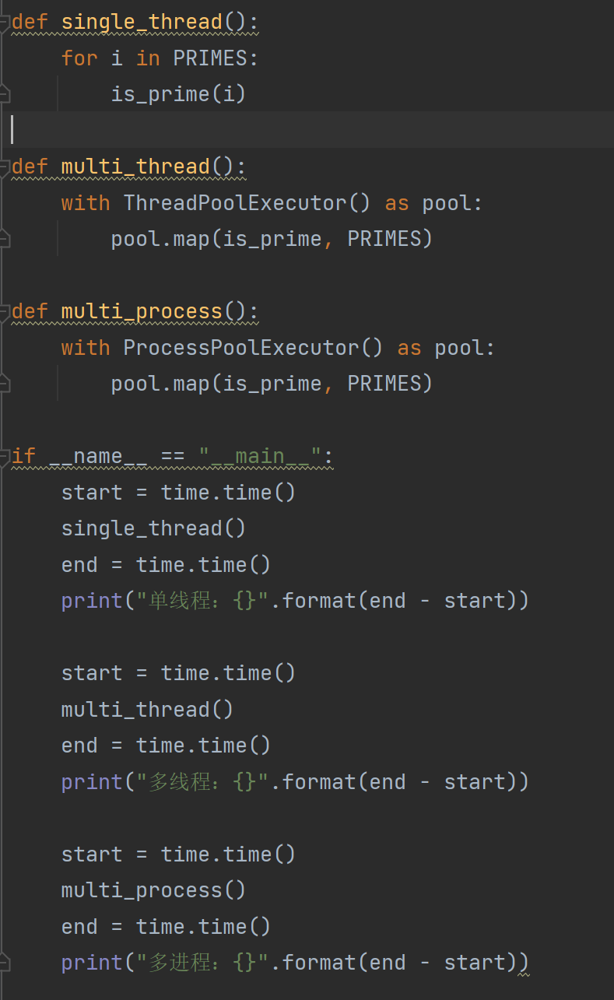 def single_thread():
    for i in PRIMES:
        is_prime(i)

def multi_thread():
    with ThreadPoolExecutor() as pool:
        pool.map(is_prime, PRIMES)

def multi_process():
    with ProcessPoolExecutor() as pool:
        pool.map(is_prime, PRIMES)

if __name__ == "__main__":
    start = time.time()
    single_thread()
    end = time.time()
    print("单线程：{}".format(end - start))

    start = time.time()
    multi_thread()
    end = time.time()
    print("多线程：{}".format(end - start))

    start = time.time()
    multi_process()
    end = time.time()
    print("多进程：{}".format(end - start))